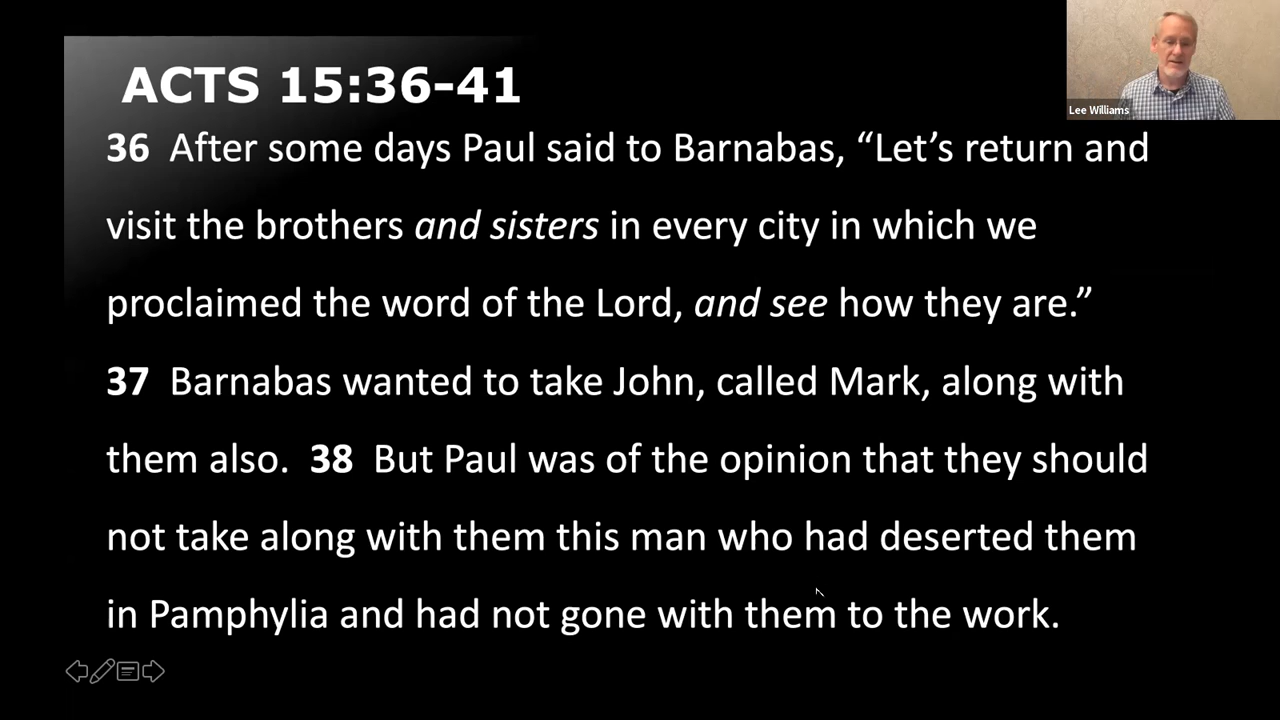 ACTS 15:36-41
Lee Williams
36 After some days Paul said to Barnabas, “Let’s return and
visit the brothers and sisters in every city in which we
proclaimed the word of the Lord, and see how they are.”
37 Barnabas wanted to take John, called Mark, along with
them also. 38 But Paul was of the opinion that they should
not take along with them this man who had deserted them
in Pamphylia and had not gone with them to the work.